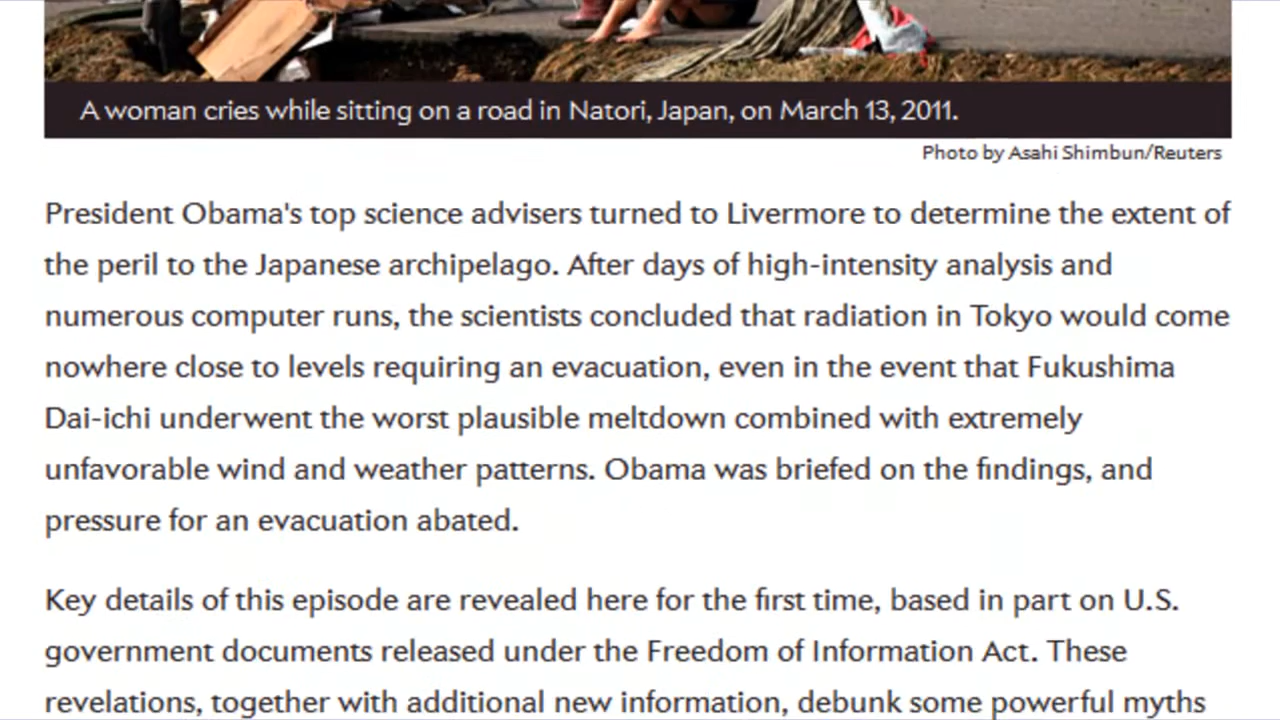 A woman cries while sitting on a road in Natori, Japan, on March 13, 2011.
Photo by Asahi Shimbun/Reuters
President Obama's top science advisers turned to Livermore to determine the extent of
the peril to the Japanese archipelago. After days of high-intensity analysis and
numerous computer runs, the scientists concluded that radiation in Tokyo would come
nowhere close to levels requiring an evacuation, even in the event that Fukushima
Dai-ichi underwent the worst plausible meltdown combined with extremely
unfavorable wind and weather patterns. Obama was briefed on the findings, and
pressure for an evacuation abated.
Key details of this episode are revealed here for the first time, based in part on U.S.
government documents released under the Freedom of Information Act. These
revelations, together with additional new information, debunk some powerful myths